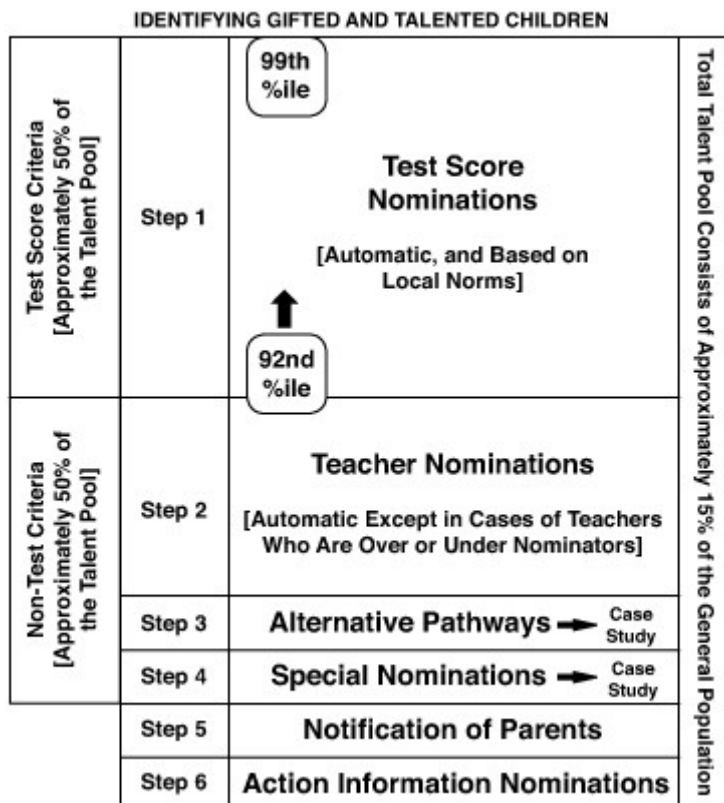 IDENTIFYING GIFTED AND TALENTED CHILDREN
Test Score Criteria
[Approximately 50% of
the Talent Pool]
Step 1
99th
%ile
Test Score
Nominations
[Automatic, and Based on
Local Norms]
92nd
%ile
Non-Test Criteria
[Approximately 50% of
the Talent Pool]
Step 2
Teacher Nominations
[Automatic Except in Cases of Teachers
Who Are Over or Under Nominators]
Step 3
Alternative Pathways
Case
Study
Step 4
Special Nominations
Case
Study
Step 5
Notification of Parents
Step 6
Action Information Nominations
Total Talent Pool Consists of Approximately 15% of the General Population